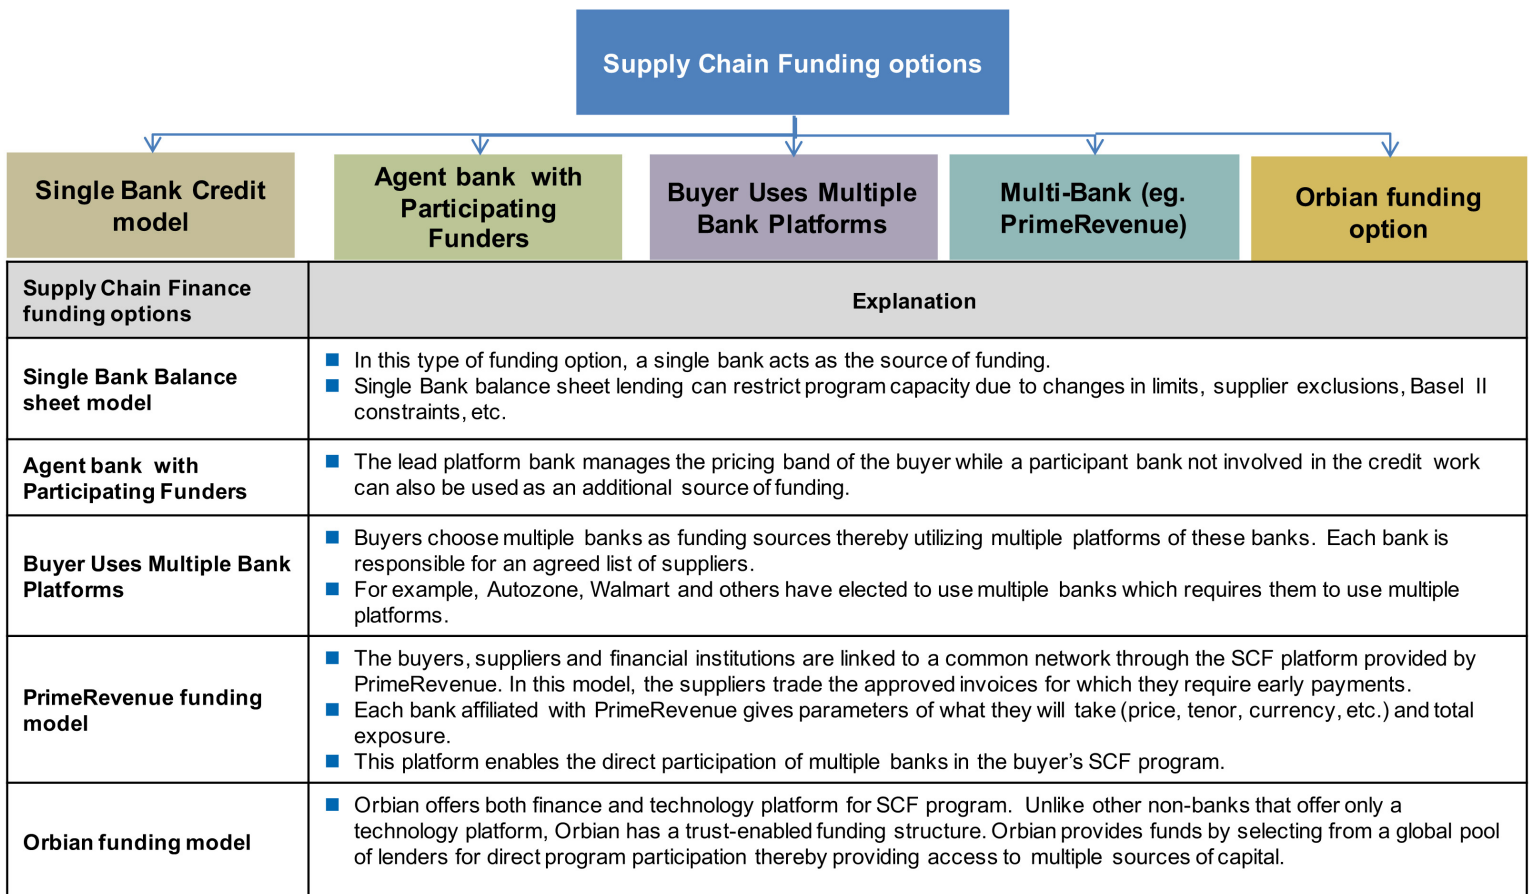 Supply Chain Funding options
Single Bank Credit
model
Agent bank with
Participating
Funders
Buyer Uses Multiple
Bank Platforms
Multi-Bank (eg.
PrimeRevenue)
Orbian funding
option
Supply Chain Finance
funding options
Explanation
Single Bank Balance
sheet model
In this type of funding option, a single bank acts as the source of funding.
Single Bank balance sheet lending can restrict program capacity due to changes in limits, supplier exclusions, Basel II
constraints, etc.
Agent bank with
Participating Funders
The lead platform bank manages the pricing band of the buyer while a participant bank not involved in the credit work
can also be used as an additional source of funding.
Buyer Uses Multiple Bank
Platforms
Buyers choose multiple banks as funding sources thereby utilizing multiple platforms of these banks. Each bank is
responsible for an agreed list of suppliers.
For example, Autozone, Walmart and others have elected to use multiple banks which requires them to use multiple
platforms.
PrimeRevenue funding
model
The buyers, suppliers and financial institutions are linked to a common network through the SCF platform provided by
PrimeRevenue. In this model, the suppliers trade the approved invoices for which they require early payments.
Each bank affiliated with PrimeRevenue gives parameters of what they will take (price, tenor, currency, etc.) and total
exposure.
This platform enables the direct participation of multiple banks in the buyer's SCF program.
Orbian funding model
Orbian offers both finance and technology platform for SCF program. Unlike other non-banks that offer only a
technology platform, Orbian has a trust-enabled funding structure. Orbian provides funds by selecting from a global pool
of lenders for direct program participation thereby providing access to multiple sources of capital.